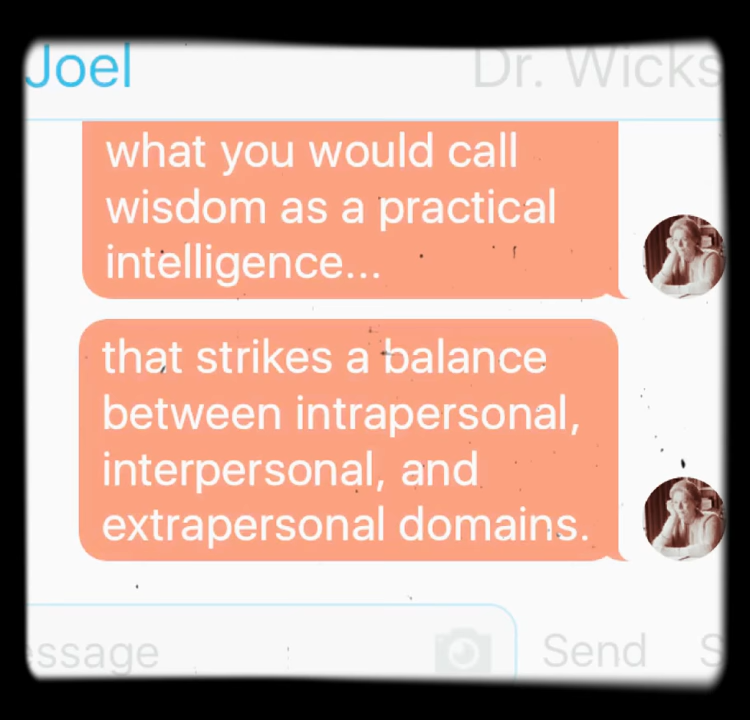 Joel Dr. Wicks
what you would call
wisdom as a practical
intelligence...
that strikes a balance
between intrapersonal,
interpersonal, and
extrapersonal domains.
essage Send S